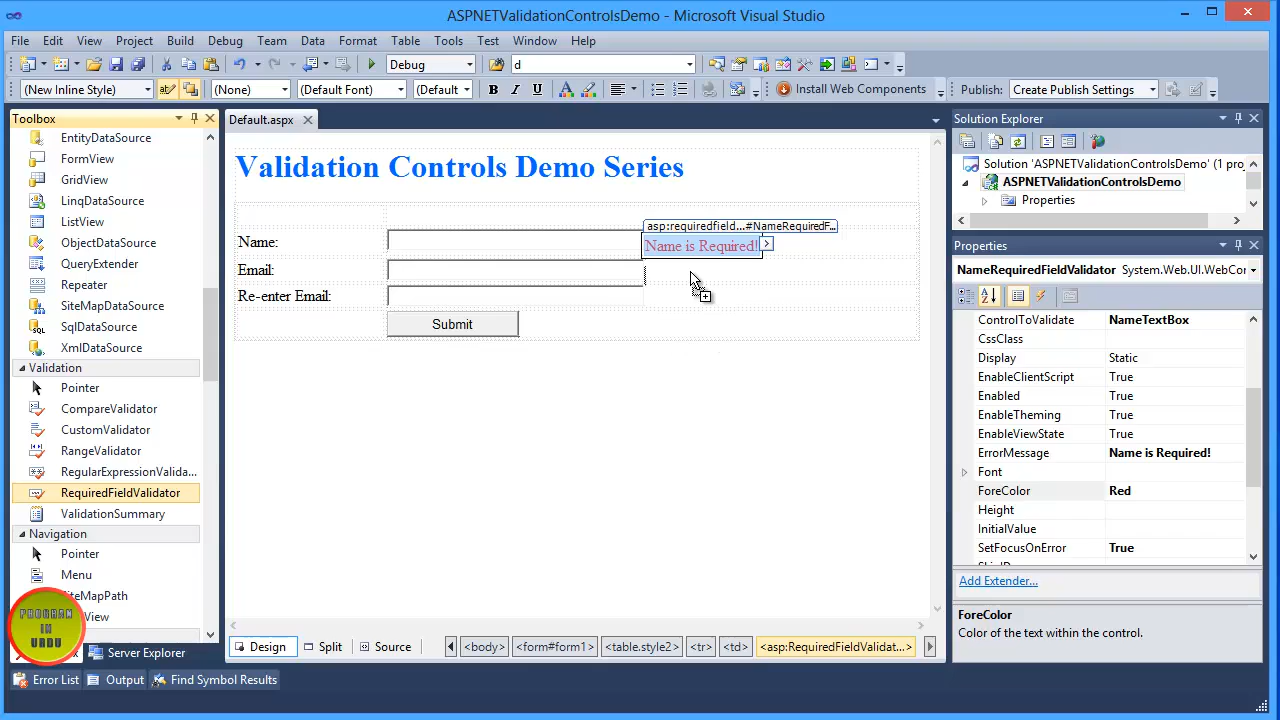 ASPNETValidationControlsDemo - Microsoft Visual Studio
File Edit View Project Build Debug Team Data Format Table Tools Test Window Help
Debug d
(New Inline Style) (None) (Default Font) (Default B I U Install Web Components Publish: Create Publish Settings
Toolbox
EntityDataSource
FormView
GridView
LinqDataSource
ListView
ObjectDataSource
QueryExtender
Repeater
SiteMapDataSource
SqlDataSource
XmlDataSource
Validation
Pointer
CompareValidator
CustomValidator
RangeValidator
RegularExpressionValida...
RequiredFieldValidator
ValidationSummary
Navigation
Pointer
Menu
iteMapPath
View
PROGRAM
IN
URDU
Server Explorer
Default.aspx
Validation Controls Demo Series
asp:requiredfield...#NameRequiredF...
Name: Name is Required!
Email:
Re-enter Email:
Submit
Design Split Source <body> <form#form1> <table.style2> <tr> <td> <asp:RequiredFieldValidat...>
Solution Explorer
Solution 'ASPNETValidationControlsDemo' (1 proj
ASPNETValidationControlsDemo
Properties
Properties
NameRequiredFieldValidator System.Web.UI.WebCor
ControlToValidate NameTextBox
CssClass
Display Static
EnableClientScript True
Enabled True
EnableTheming True
EnableViewState True
ErrorMessage Name is Required!
Font
ForeColor Red
Height
InitialValue
SetFocusOnError True
Add Extender...
ForeColor
Color of the text within the control.
Error List Output Find Symbol Results